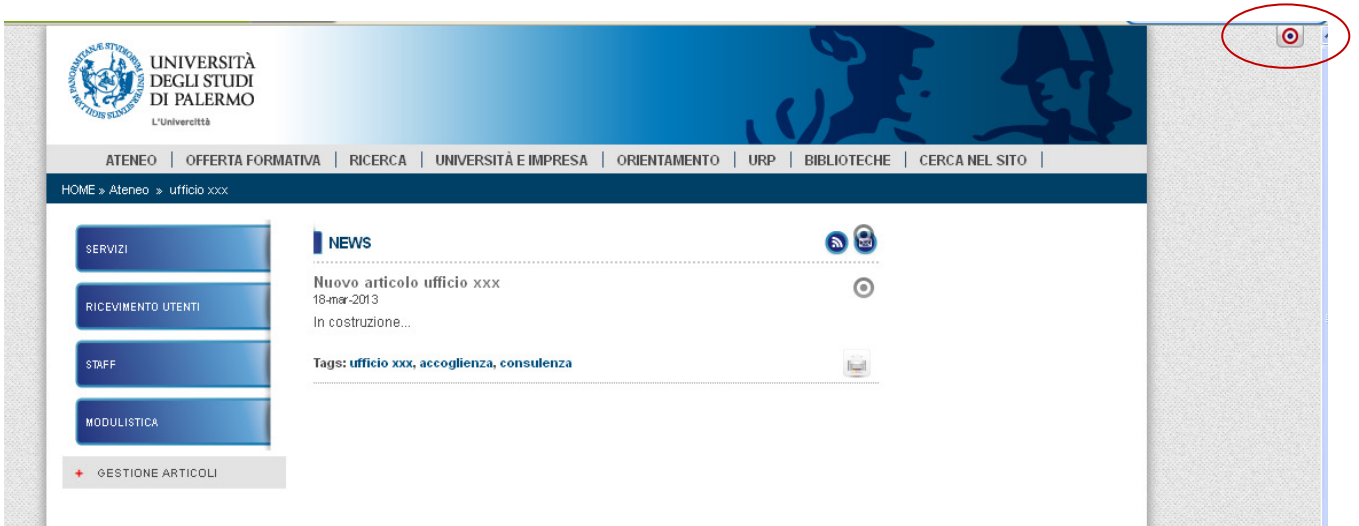 UNIVERSITÀ
DEGLI STUDI
DI PALERMO
L'Univercittà
ATENEO | OFFERTA FORMATIVA | RICERCA | UNIVERSITÀ E IMPRESA | ORIENTAMENTO | URP | BIBLIOTECHE | CERCA NEL SITO |
HOME » Ateneo » ufficio xxx
SERVIZI
RICEVIMENTO UTENTI
STAFF
MODULISTICA
+ GESTIONE ARTICOLI
NEWS
Nuovo articolo ufficio xxx
18-mar-2013
In costruzione...
Tags: ufficio xxx, accoglienza, consulenza